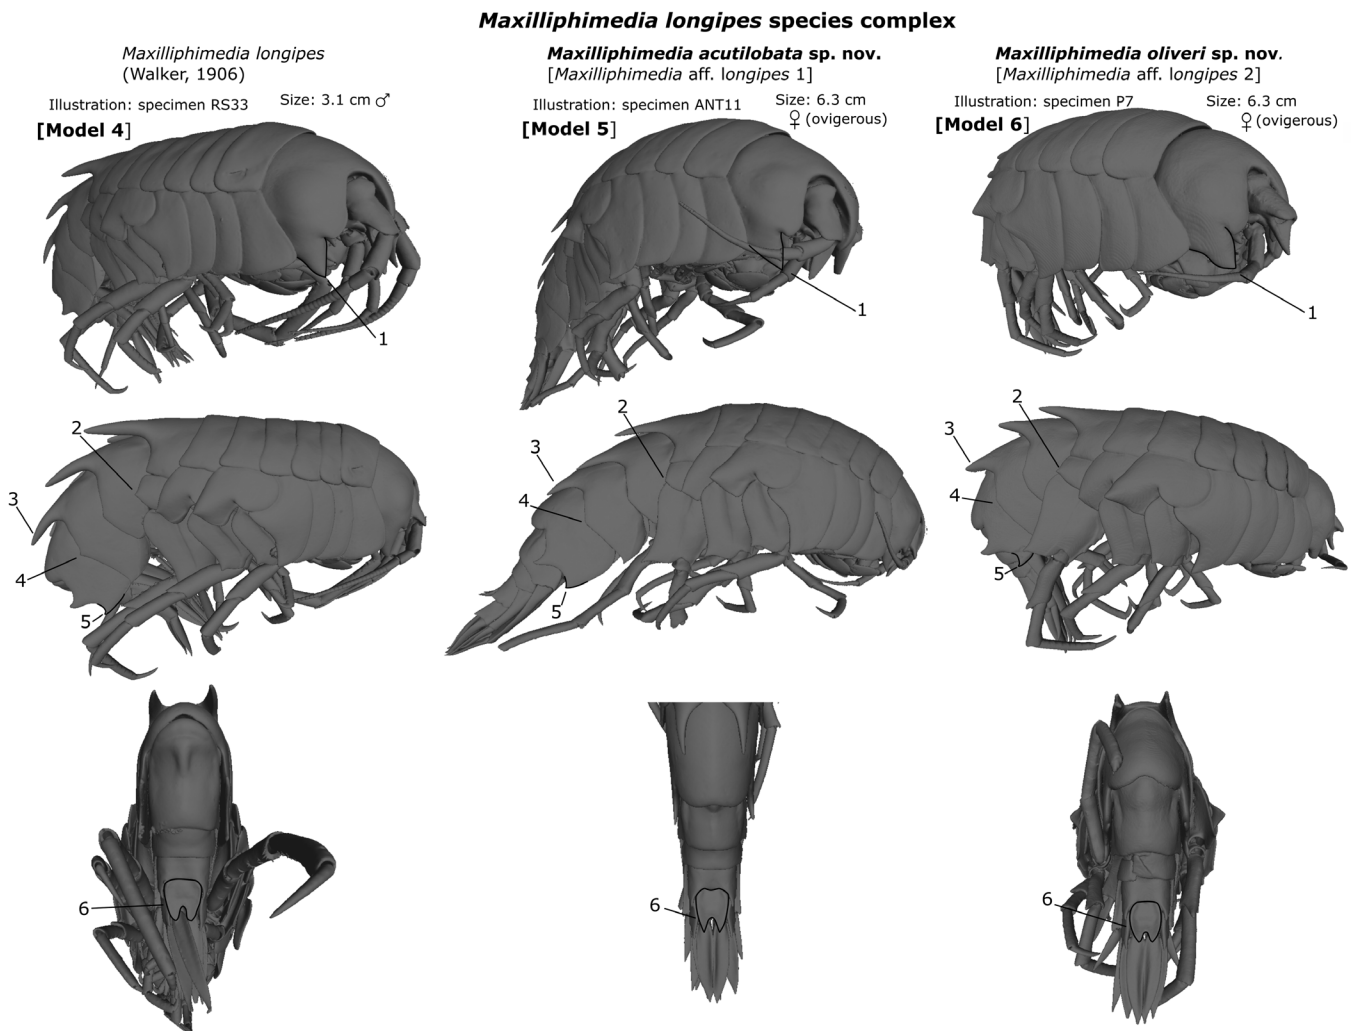 Maxilliphimedia longipes species complex
Maxilliphimedia longipes
(Walker, 1906)
Illustration: specimen RS33
Size: 3.1 cm ♂
[Model 4]
Maxilliphimedia acutilobata sp. nov.
[Maxilliphimedia aff. longipes 1]
Illustration: specimen ANT11
Size: 6.3 cm
♀ (ovigerous)
[Model 5]
Maxilliphimedia oliveri sp. nov.
[Maxilliphimedia aff. longipes 2]
Illustration: specimen P7
Size: 6.3 cm
♀ (ovigerous)
[Model 6]
1
1
1
2
3
4
5
2
3
4
5
2
3
4
5
6
6
6